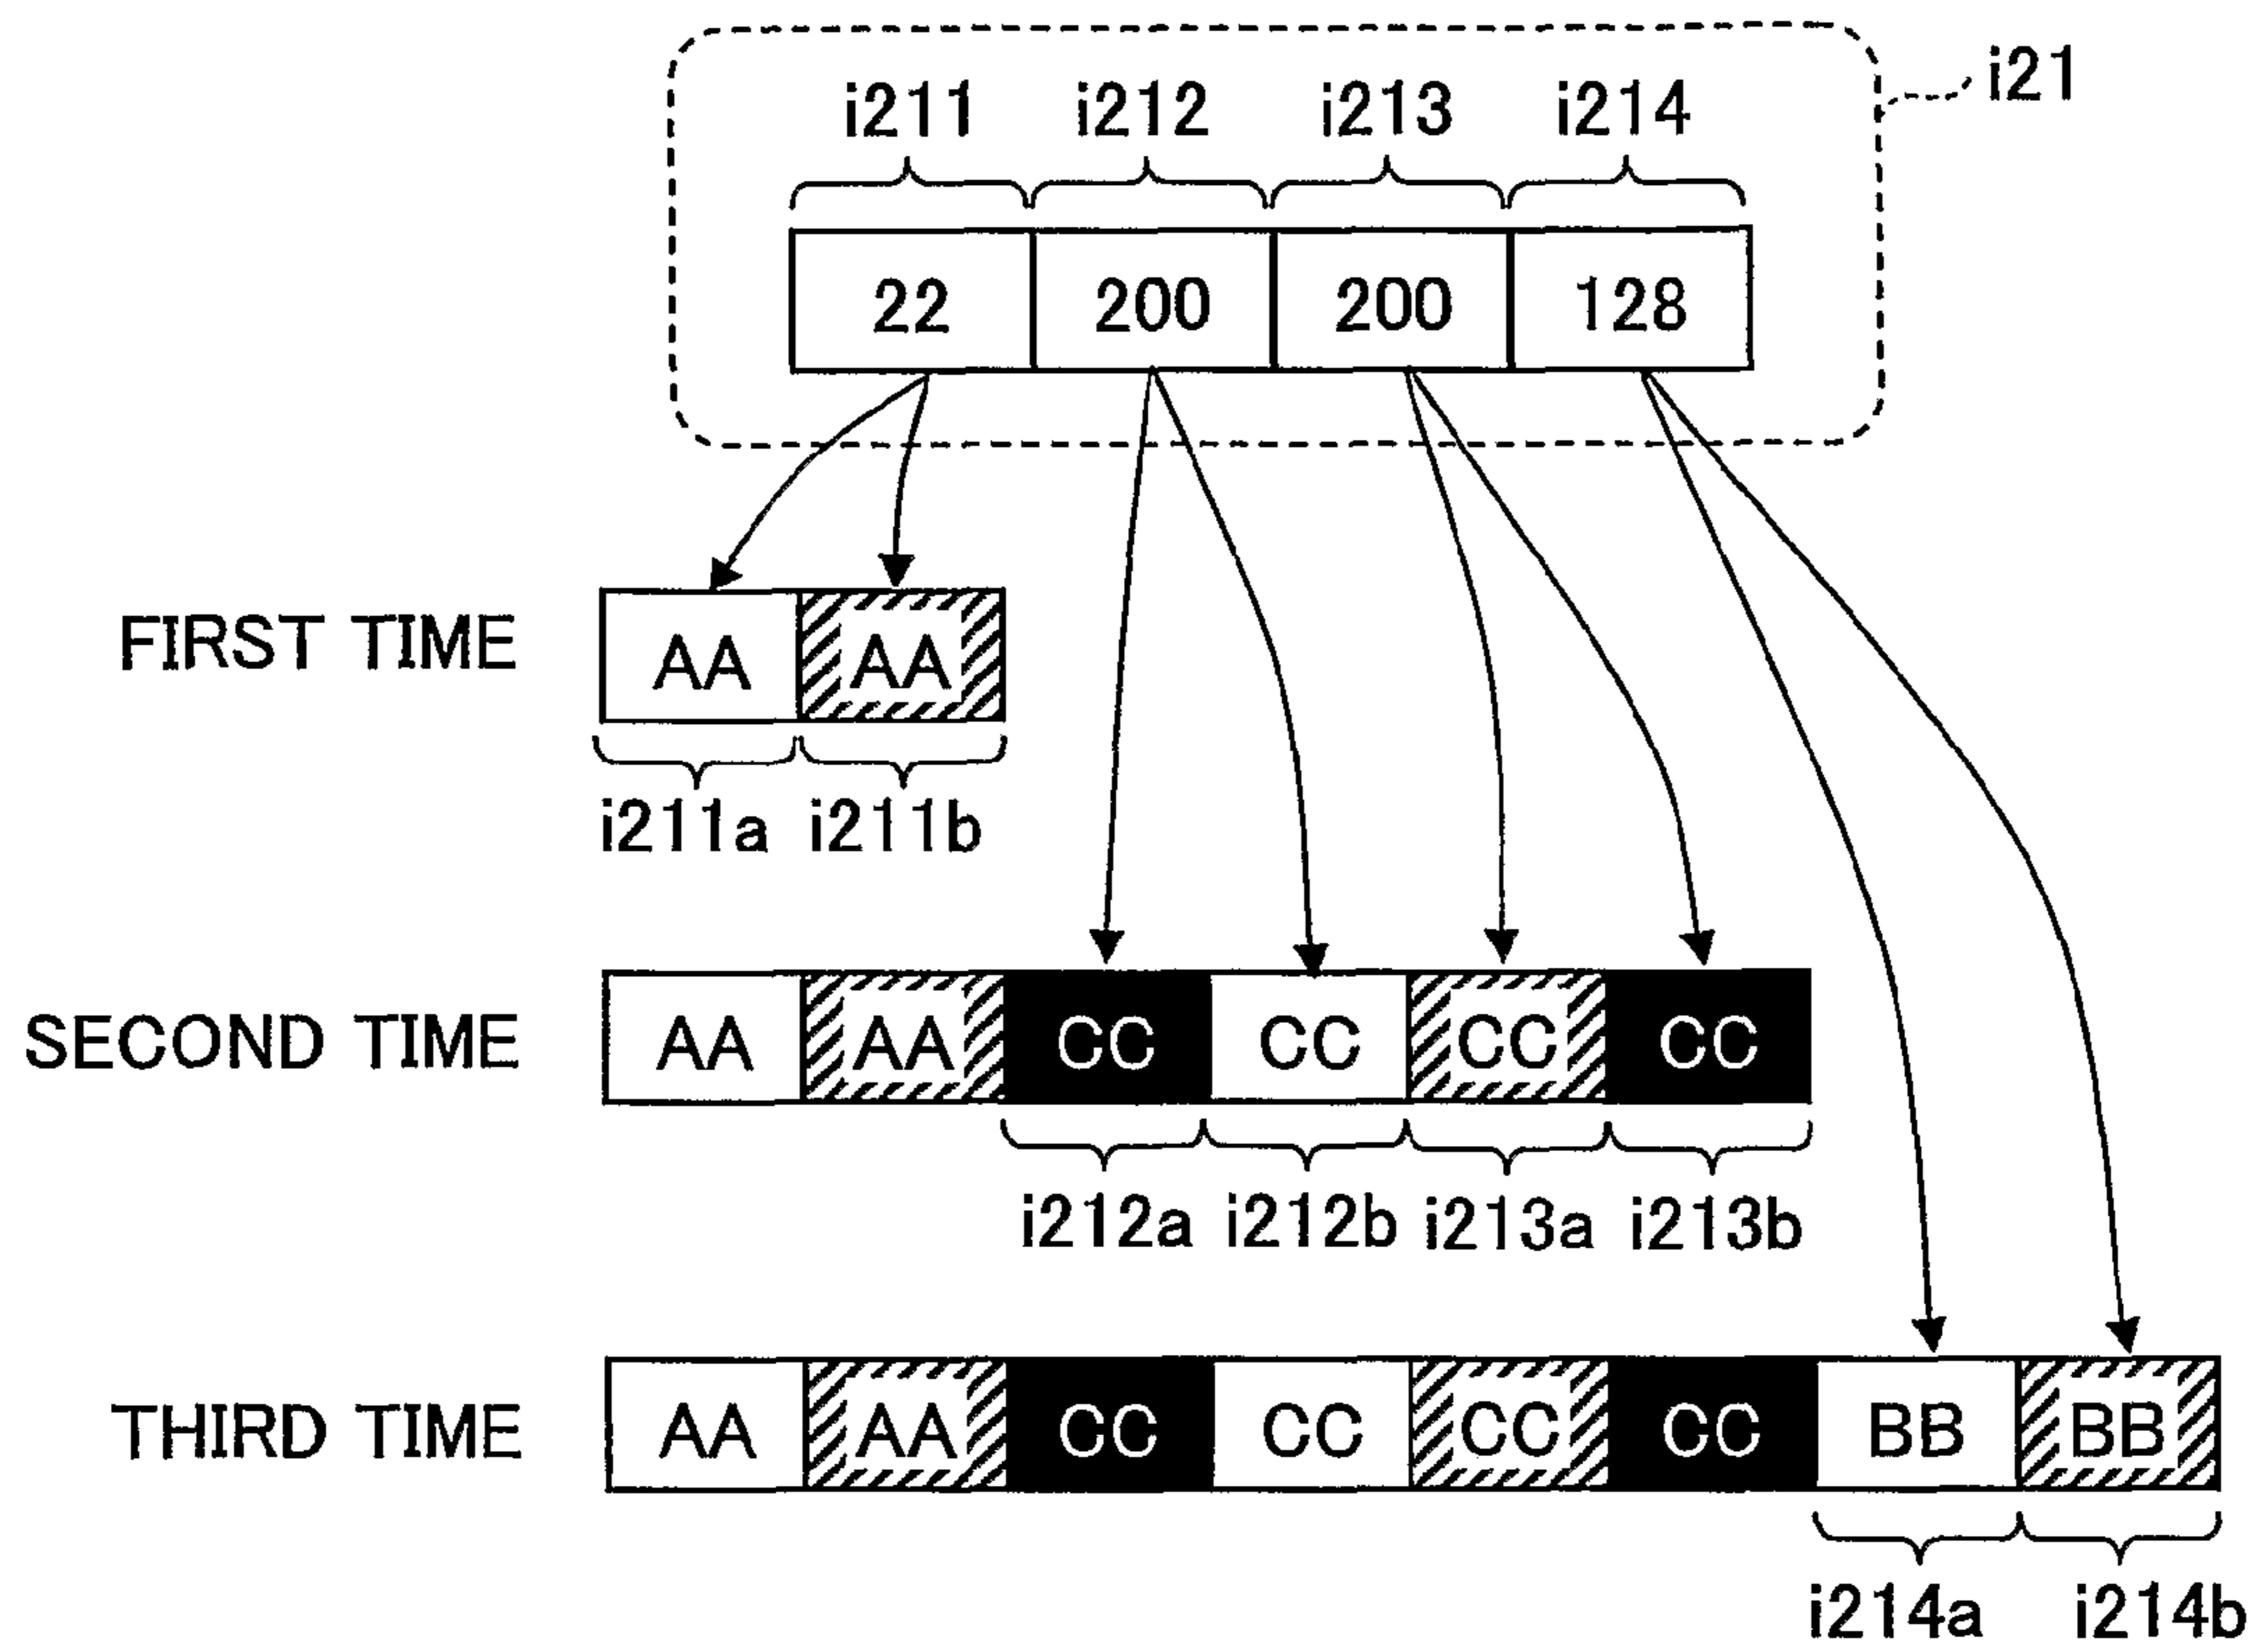 i21
i211 i212 i213 i214
22 200 200 128
FIRST TIME AA AA
i211a i211b
SECOND TIME AA AA CC CC CC CC
i212a i212b i213a i213b
THIRD TIME AA AA CC CC CC CC BB BB
i214a i214b